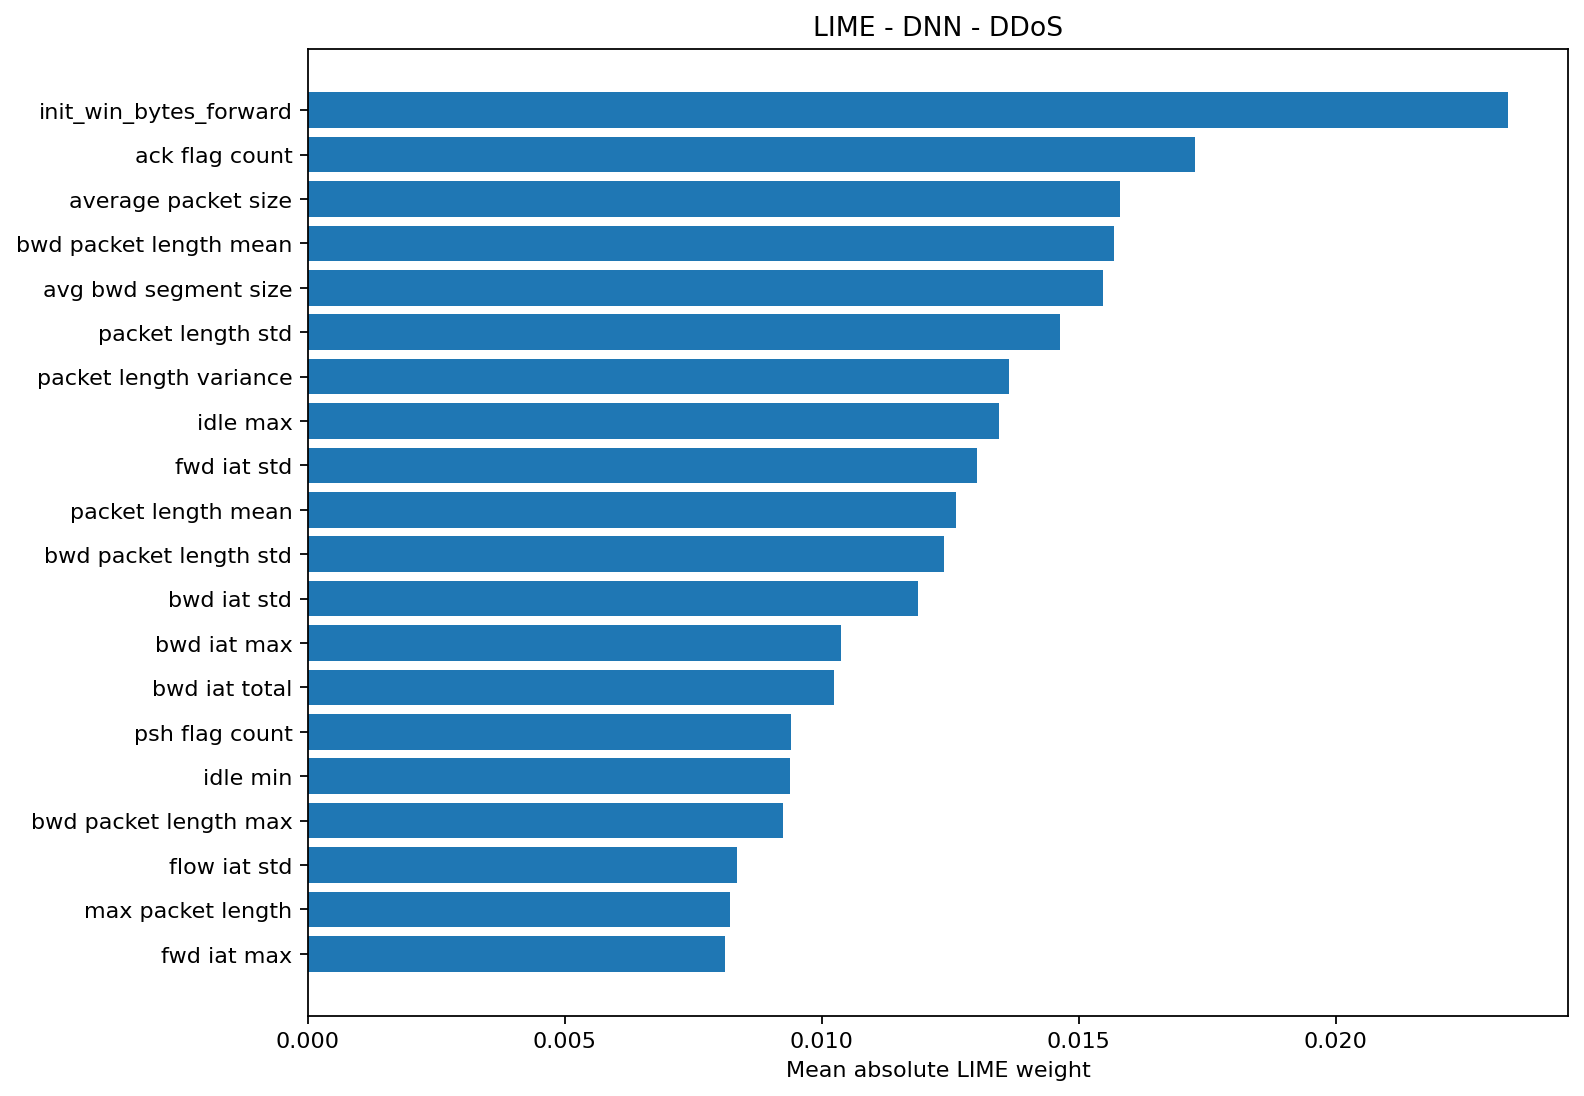 LIME - DNN - DDoS
init_win_bytes_forward
ack flag count
average packet size
bwd packet length mean
avg bwd segment size
packet length std
packet length variance
idle max
fwd iat std
packet length mean
bwd packet length std
bwd iat std
bwd iat max
bwd iat total
psh flag count
idle min
bwd packet length max
flow iat std
max packet length
fwd iat max
0.000 0.005 0.010 0.015 0.020
Mean absolute LIME weight